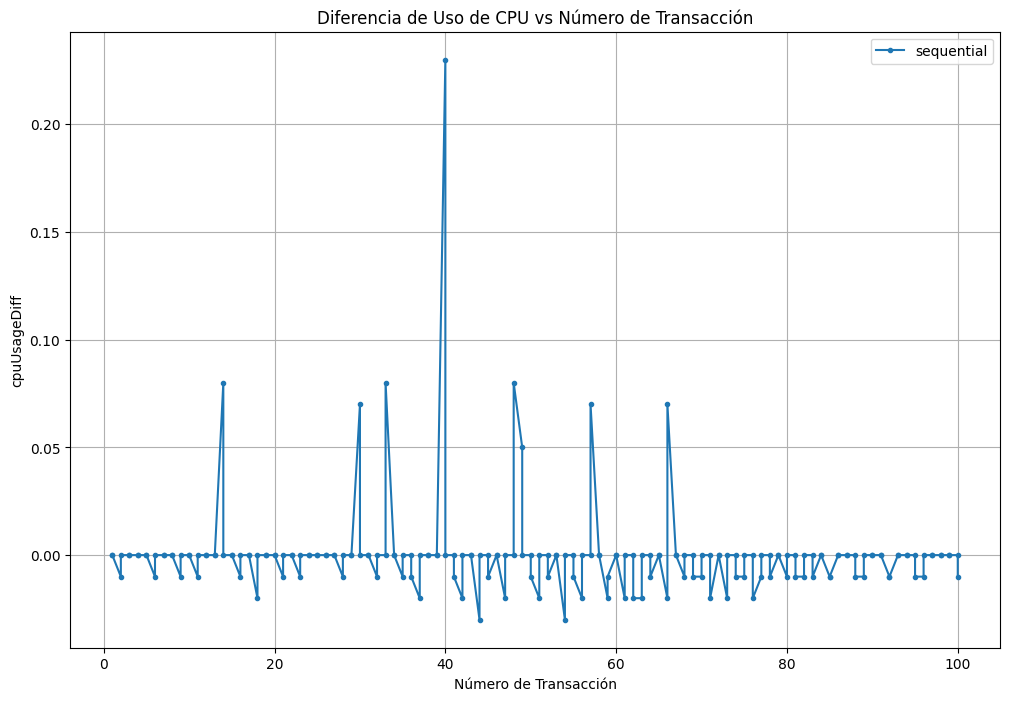 Diferencia de Uso de CPU vs Número de Transacción
sequential
cpuUsageDiff
0.20
0.15
0.10
0.05
0.00
0 20 40 60 80 100
Número de Transacción